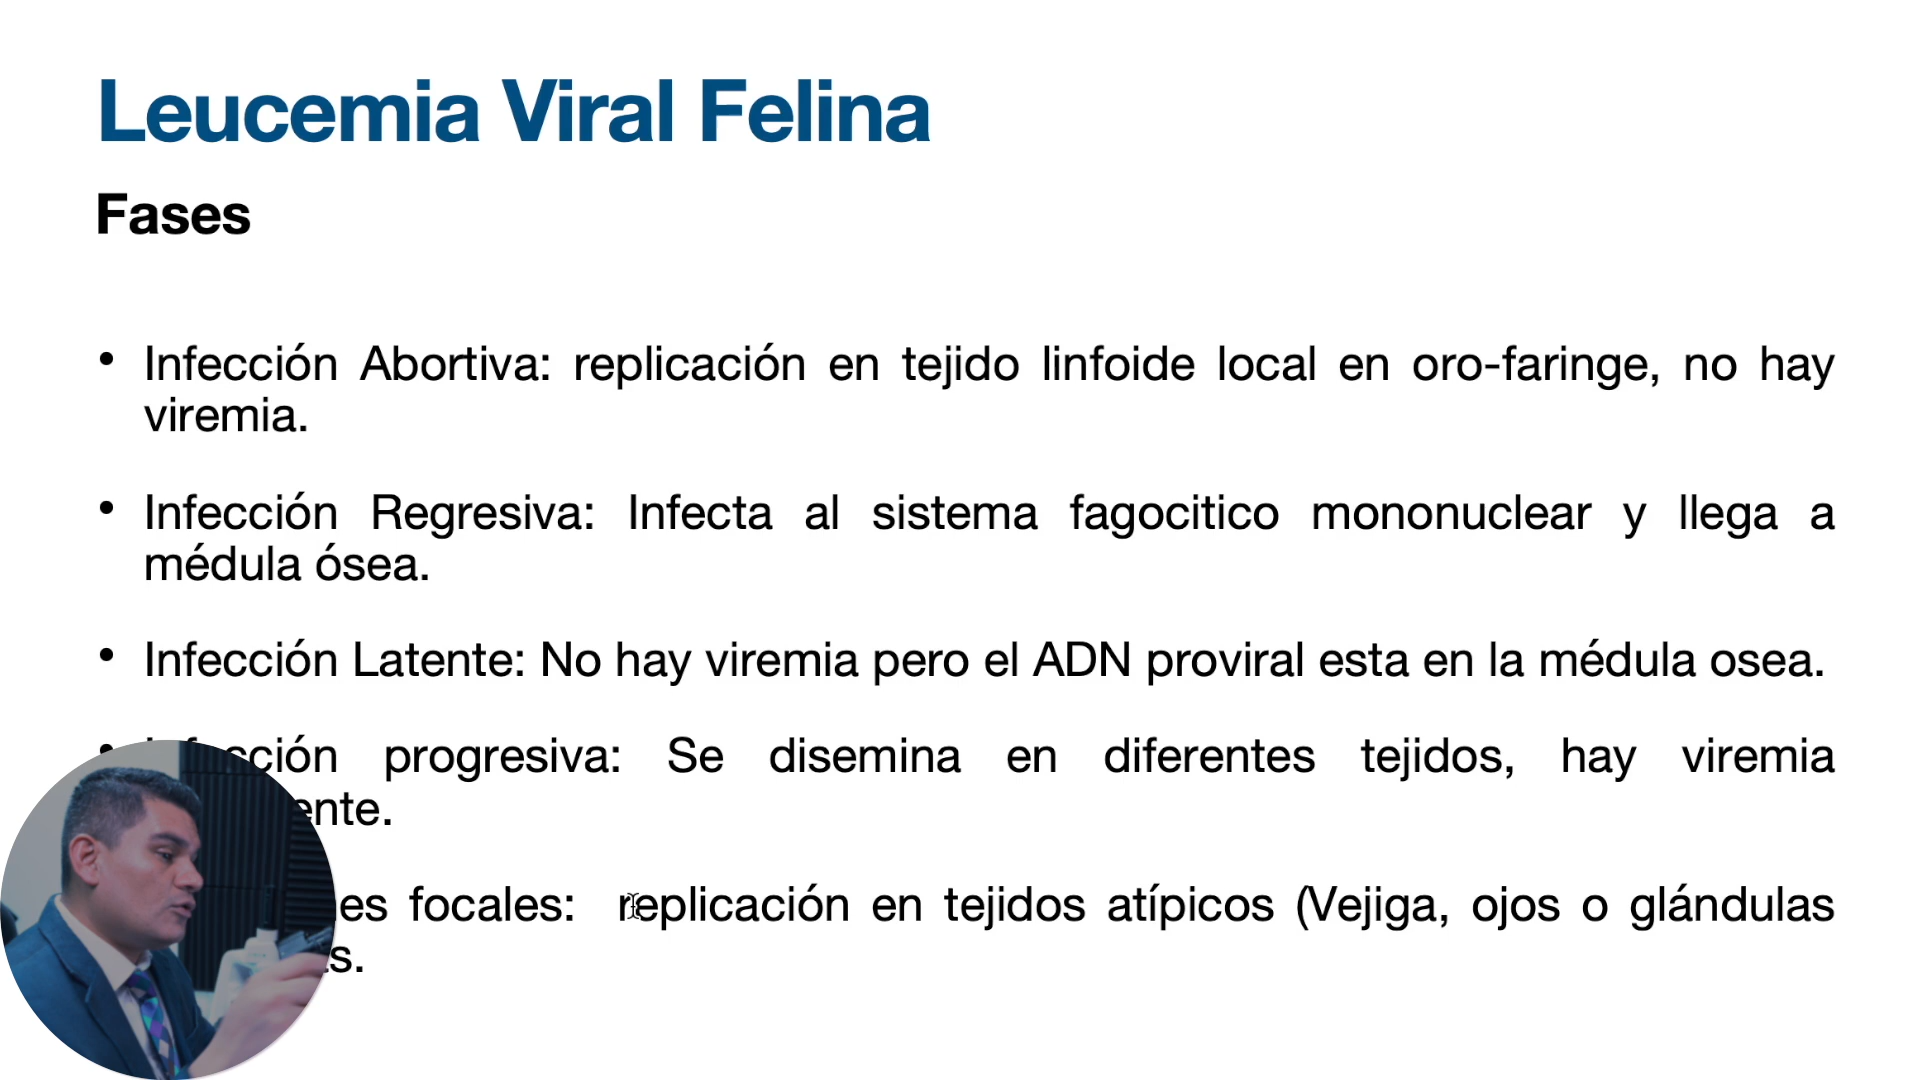 Leucemia Viral Felina
Fases
• Infección Abortiva: replicación en tejido linfoide local en oro-faringe, no hay
viremia.
• Infección Regresiva: Infecta al sistema fagocitico mononuclear y llega a
médula ósea.
• Infección Latente: No hay viremia pero el ADN proviral esta en la médula osea.
• Infección progresiva: Se disemina en diferentes tejidos, hay viremia
focales: replicación en tejidos atípicos (Vejiga, ojos o glándulas